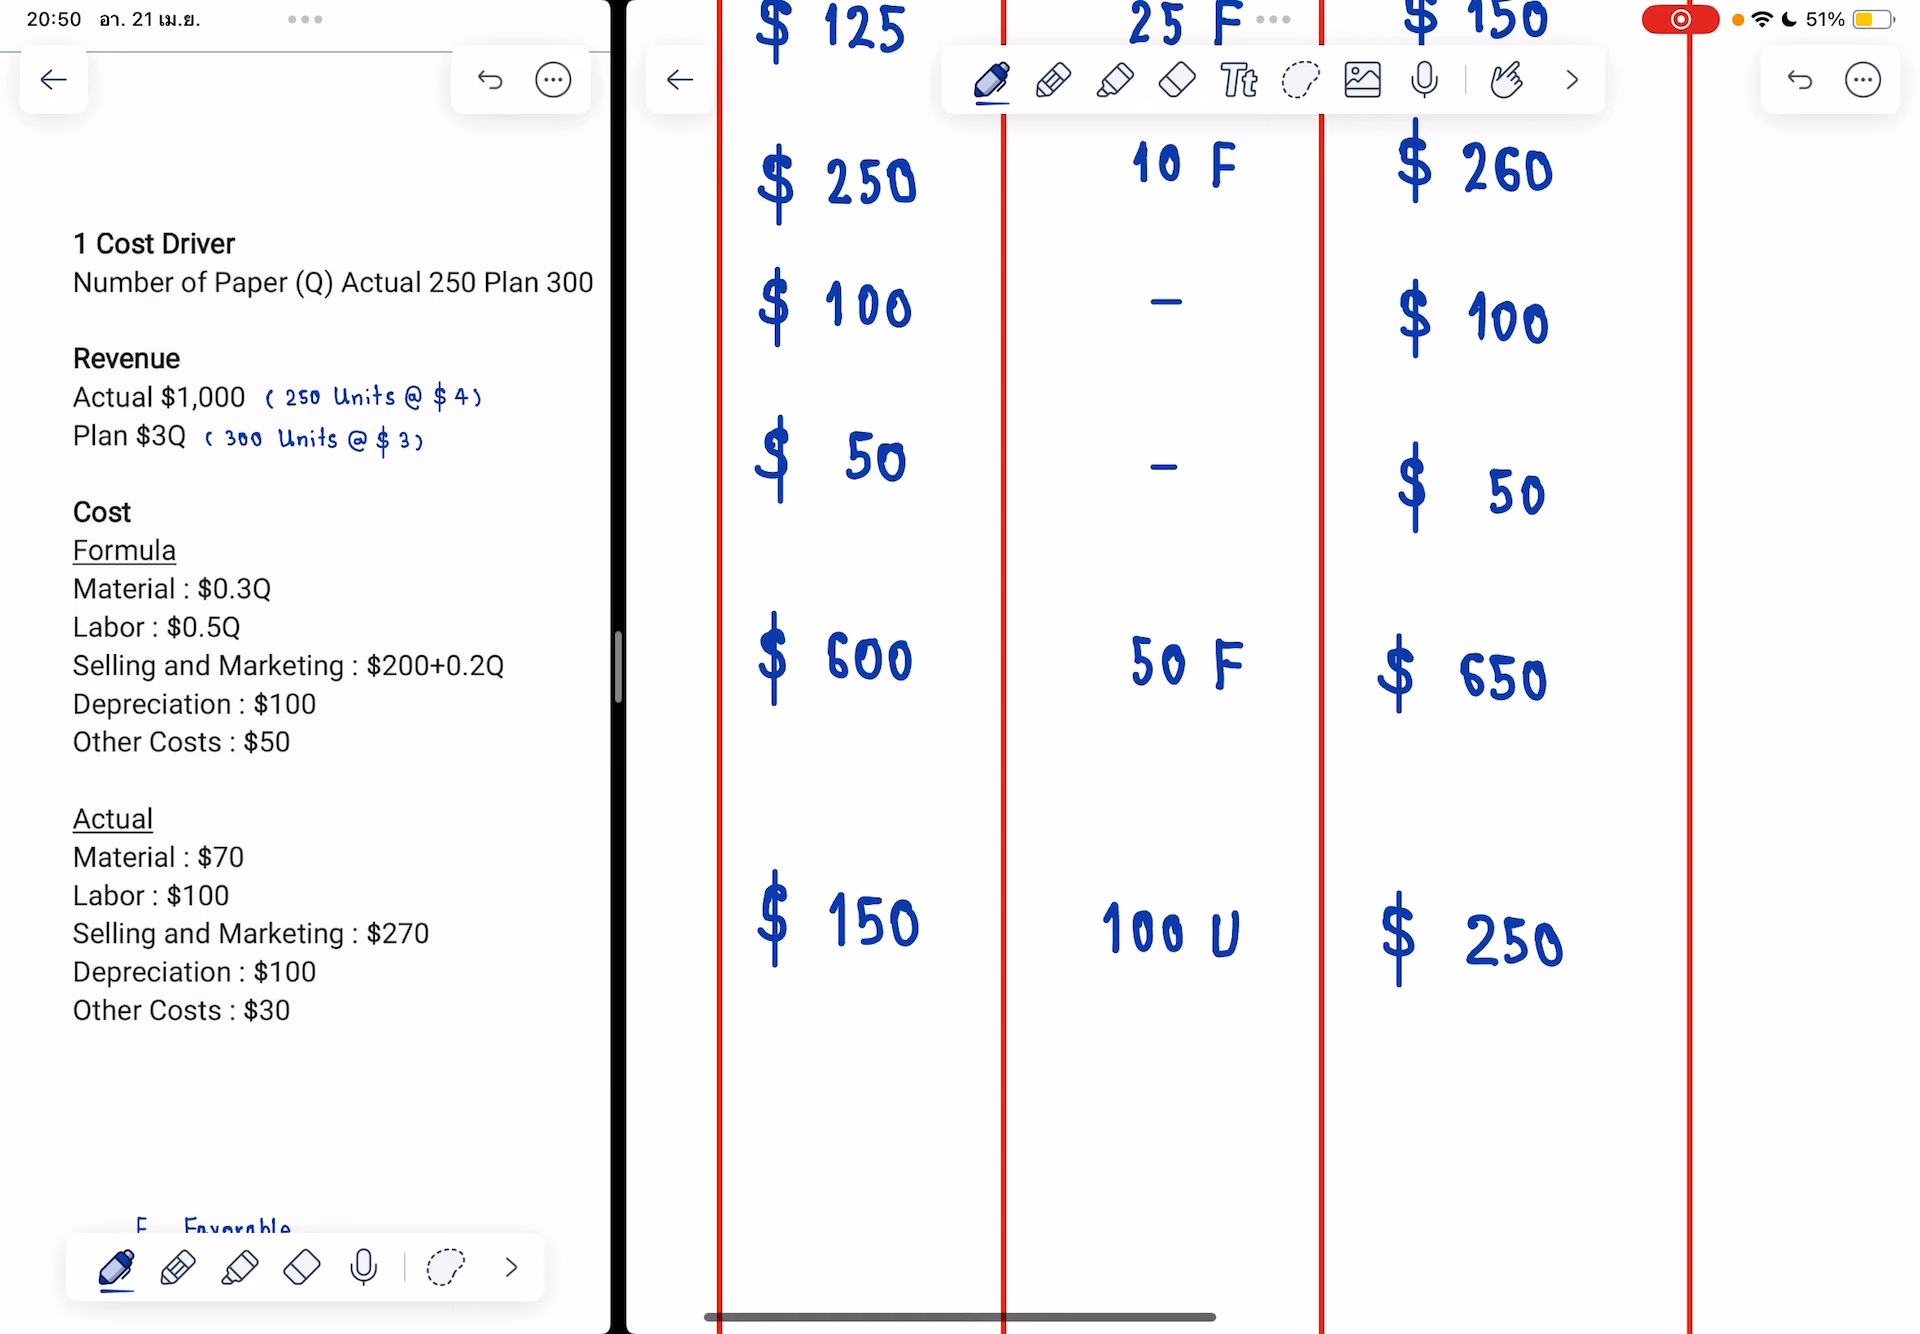 20:50 อา. 21 เม.ย.
51%
1 Cost Driver
Number of Paper (Q) Actual 250 Plan 300
Revenue
Actual $1,000 ( 250 Units @ $ 4 )
Plan $3Q ( 300 Units @ $ 3 )
Cost
Formula
Material : $0.3Q
Labor : $0.5Q
Selling and Marketing : $200+0.2Q
Depreciation : $100
Other Costs : $50
Actual
Material : $70
Labor : $100
Selling and Marketing : $270
Depreciation : $100
Other Costs : $30
F Favorable
$ 125 25 F $ 150
Tt
$ 250 10 F $ 260
$ 100 – $ 100
$ 50 – $ 50
$ 600 50 F $ 650
$ 150 100 U $ 250